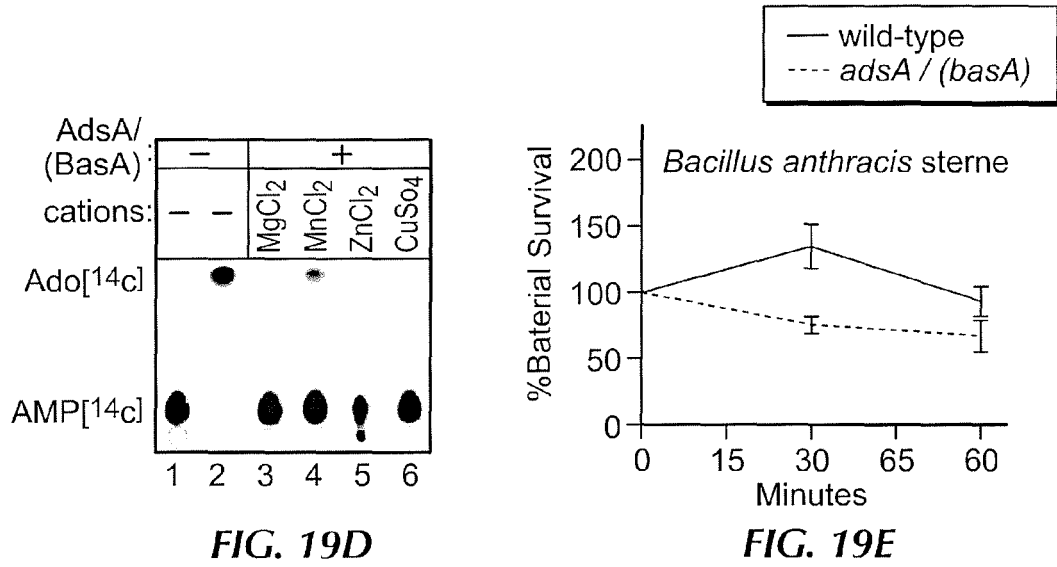 AdsA/
(BasA) : − +
cations: − − MgCl2 MnCl2 ZnCl2 CuSo4
Ado[14c]
AMP[14c]
1 2 3 4 5 6
FIG. 19D
wild-type
adsA / (basA)
Bacillus anthracis sterne
%Baterial Survival
200
150
100
50
0
0 15 30 65 60
Minutes
FIG. 19E